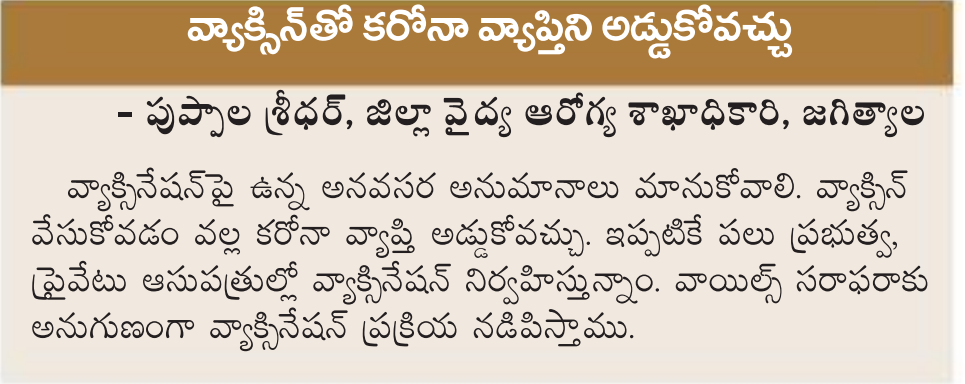 వ్యాక్సిన్‌తో కరోనా వ్యాప్తిని అడ్డుకోవచ్చు
- పుప్పాల శ్రీధర్, జిల్లా వైద్య ఆరోగ్య శాఖాధికారి, జగిత్యాల
వ్యాక్సినేషన్‌పై ఉన్న అనవసర అనుమానాలు మానుకోవాలి. వ్యాక్సిన్
వేసుకోవడం వల్ల కరోనా వ్యాప్తి అడ్డుకోవచ్చు. ఇప్పటికే పలు ప్రభుత్వ,
ప్రైవేటు ఆసుపత్రుల్లో వ్యాక్సినేషన్ నిర్వహిస్తున్నాం. వాయిల్స్ సరాఫరాకు
అనుగుణంగా వ్యాక్సినేషన్ ప్రక్రియ నడిపిస్తాము.